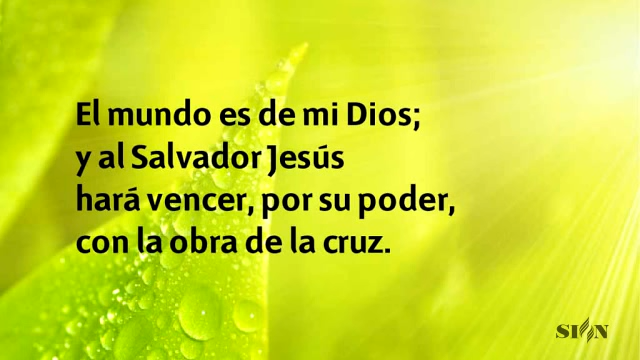 El mundo es de mi Dios;
y al Salvador Jesús
hará vencer, por su poder,
con la obra de la cruz.
SION